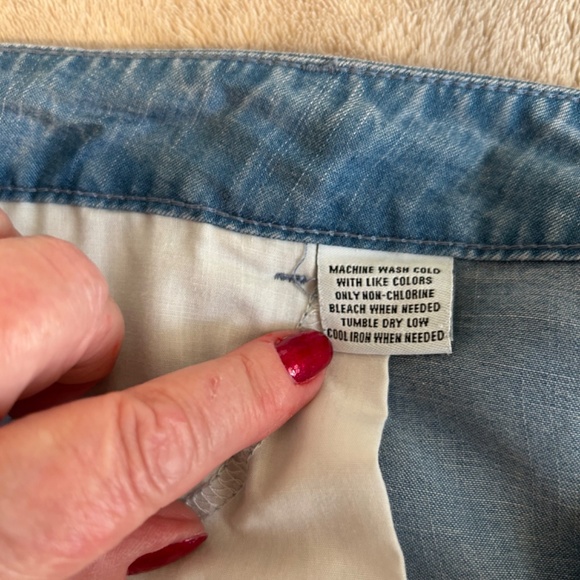 MACHINE WASH COLD
WITH LIKE COLORS
ONLY NON-CHLORINE
BLEACH WHEN NEEDED
TUMBLE DRY LOW
COOL IRON WHEN NEEDED